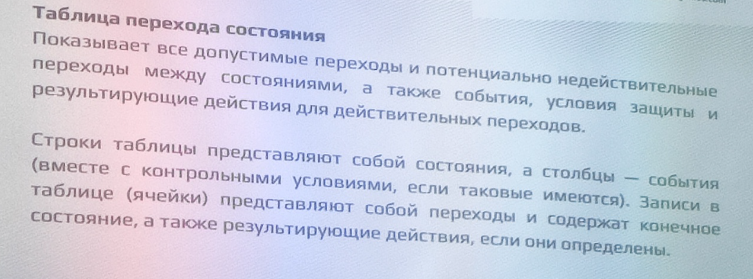 Таблица перехода состояния
Показывает все допустимые переходы и потенциально недействительные
переходы между состояниями, а также события, условия защиты и
результирующие действия для действительных переходов.
Строки таблицы представляют собой состояния, а столбцы — события
(вместе с контрольными условиями, если таковые имеются). Записи в
таблице (ячейки) представляют собой переходы и содержат конечное
состояние, а также результирующие действия, если они определены.